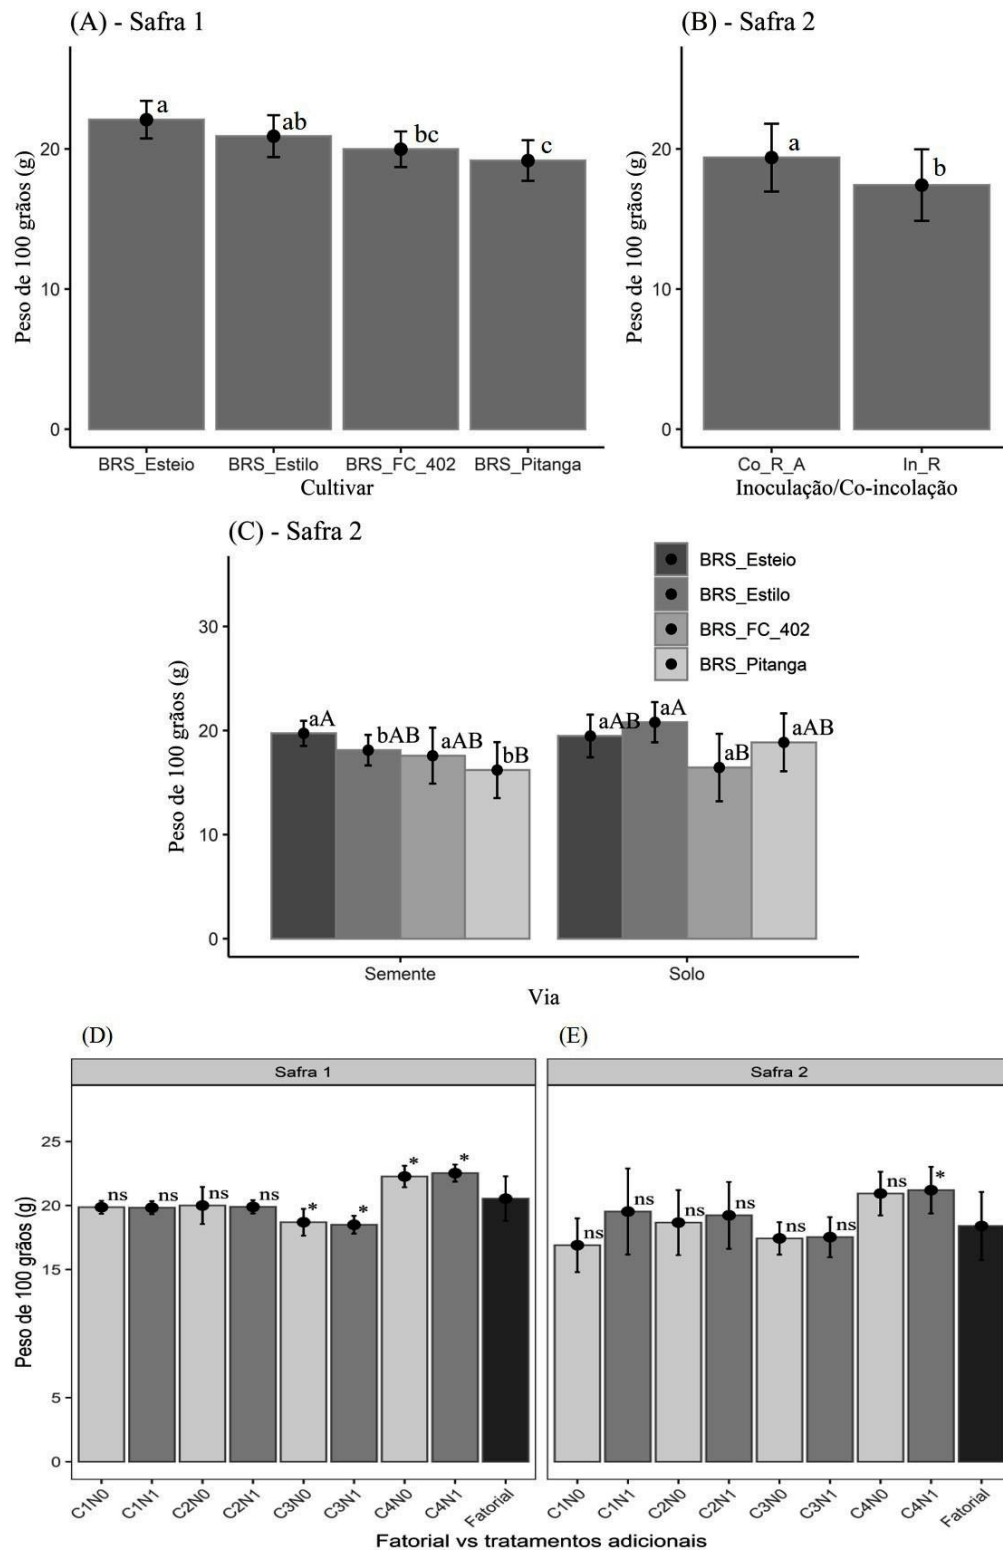 (A) - Safra 1
Peso de 100 grãos (g)
20
10
0
a
ab
bc
c
BRS_Esteio BRS_Estilo BRS_FC_402 BRS_Pitanga
Cultivar
(B) - Safra 2
Peso de 100 grãos (g)
20
10
0
a
b
Co_R_A In_R
Inoculação/Co-incolação
(C) - Safra 2
BRS_Esteio
BRS_Estilo
BRS_FC_402
BRS_Pitanga
Peso de 100 grãos (g)
30
20
10
0
aA bAB aAB bB
aAB aA aB aAB
Semente Solo
Via
(D)
Safra 1
Peso de 100 grãos (g)
25
20
15
5
0
ns ns ns ns * * * *
C1N0 C1N1 C2N0 C2N1 C3N0 C3N1 C4N0 C4N1 Fatorial
(E)
Safra 2
ns ns ns ns ns ns ns *
C1N0 C1N1 C2N0 C2N1 C3N0 C3N1 C4N0 C4N1 Fatorial
Fatorial vs tratamentos adicionais